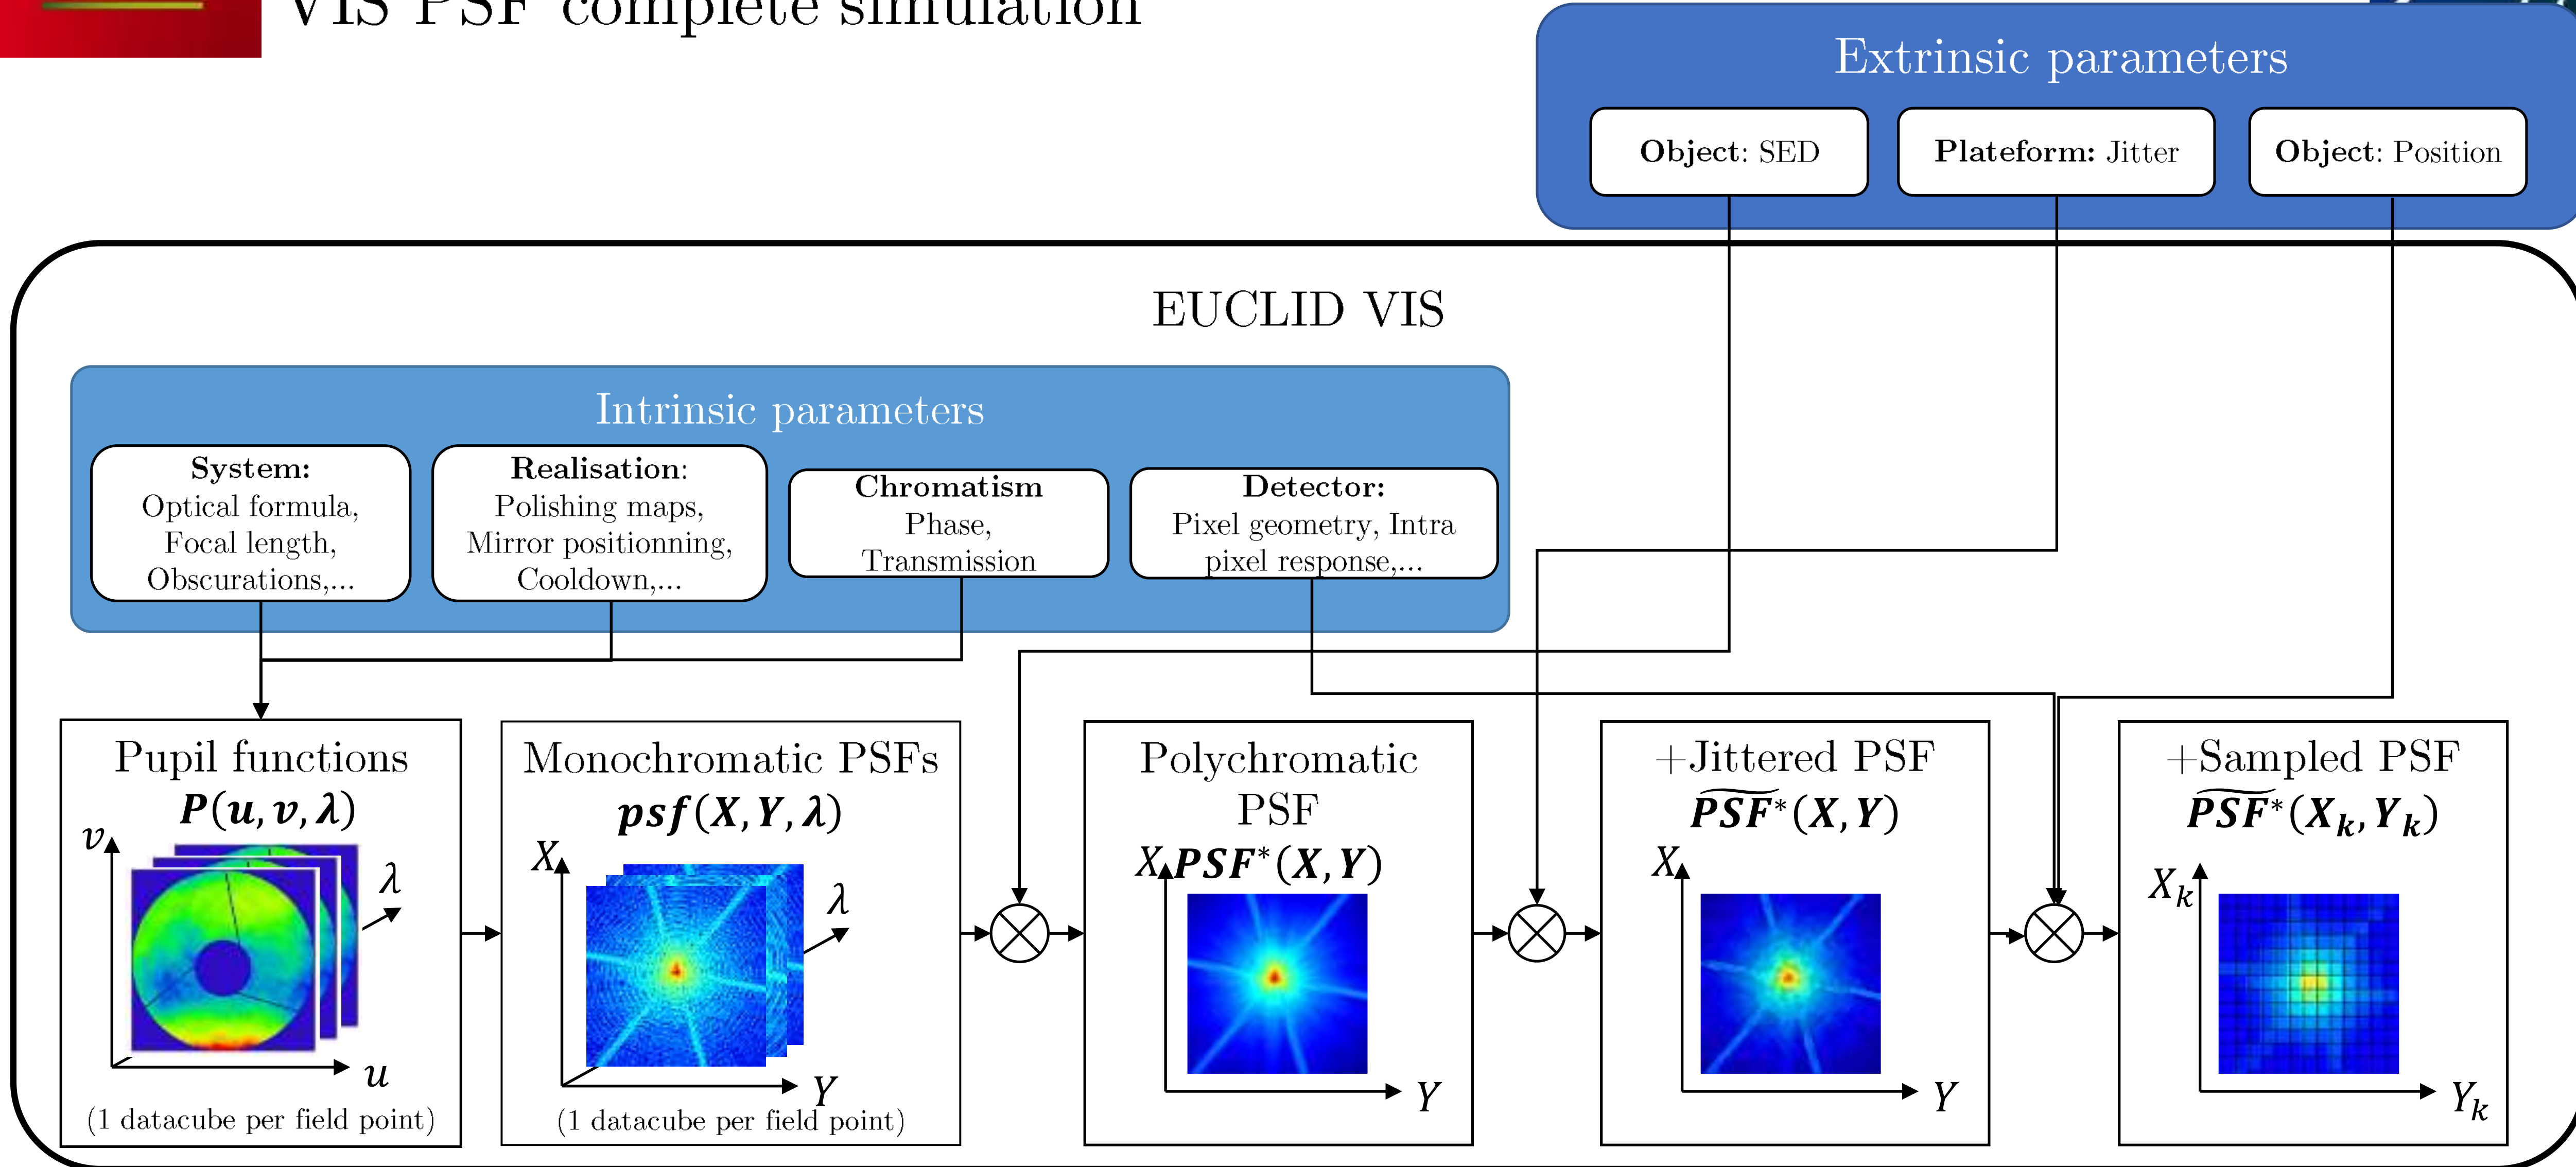 VIS PSF complete simulation
Extrinsic parameters
Object: SED
Plateform: Jitter
Object: Position
EUCLID VIS
Intrinsic parameters
System:
Optical formula,
Focal length,
Obscurations,...
Realisation:
Polishing maps,
Mirror positionning,
Cooldown,...
Chromatism
Phase,
Transmission
Detector:
Pixel geometry, Intra
pixel response,...
Pupil functions
P(u, v, λ)
v
λ
u
(1 datacube per field point)
Monochromatic PSFs
psf(X, Y, λ)
X
λ
Y
(1 datacube per field point)
Polychromatic
PSF
X
PSF*(X, Y)
Y
+Jittered PSF
P͠S͠F͠*(X, Y)
X
Y
+Sampled PSF
P͠S͠F͠*(Xₖ, Yₖ)
Xₖ
Yₖ